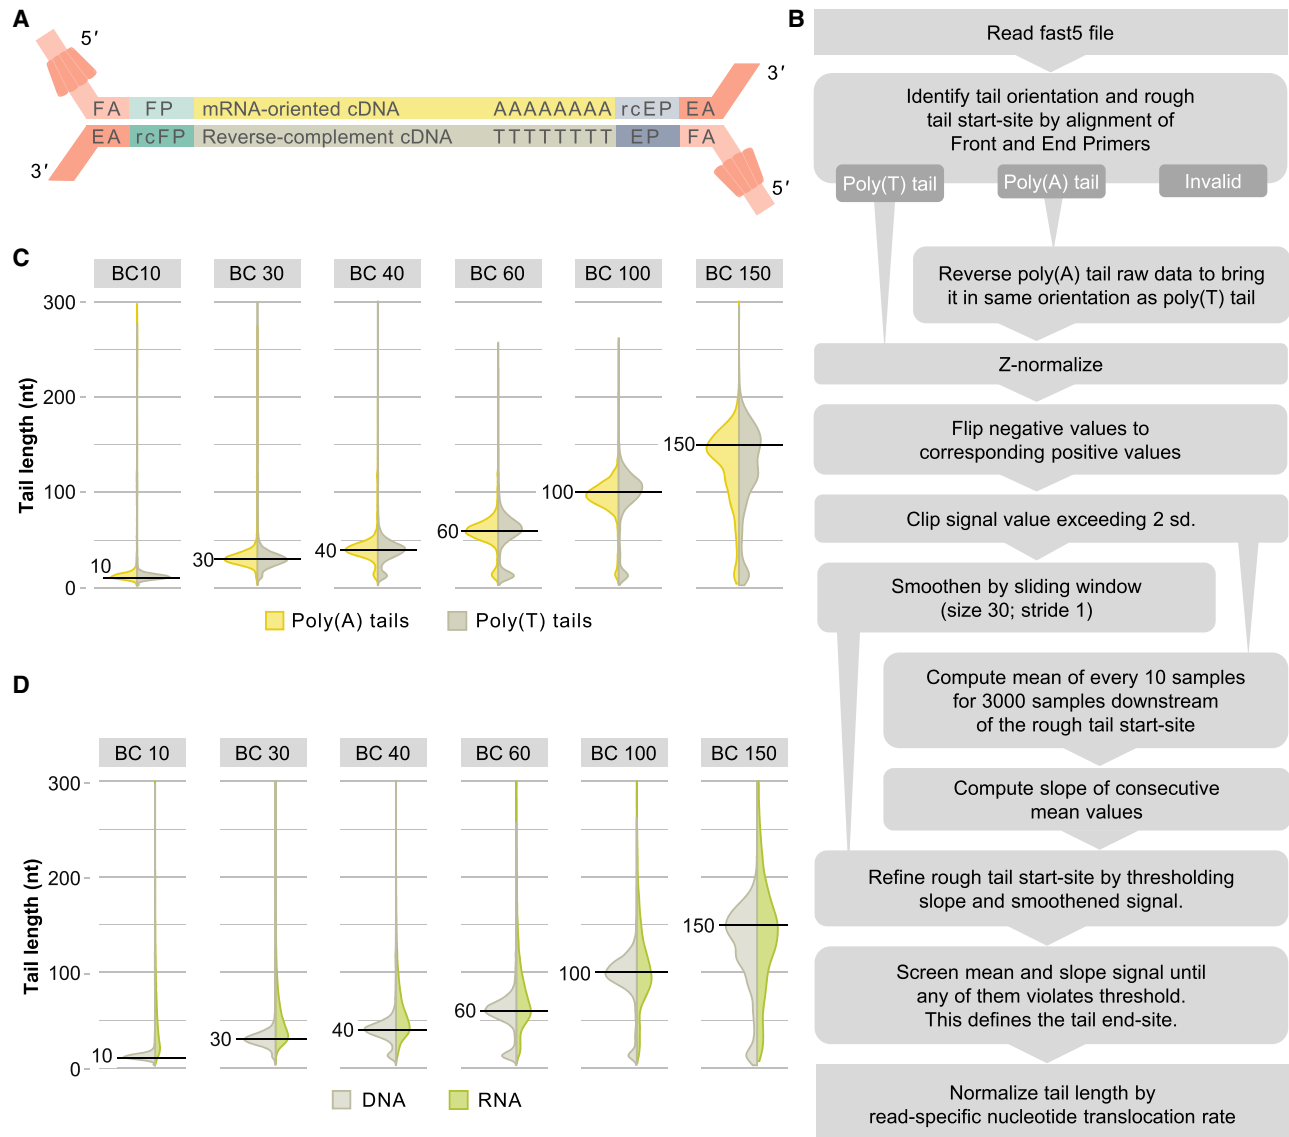 A
5′
3′
FA FP mRNA-oriented cDNA AAAAAAAA rcEP EA
EA rcFP Reverse-complement cDNA TTTTTTTT EP FA
3′
5′
B
Read fast5 file
Identify tail orientation and rough
tail start-site by alignment of
Front and End Primers
Poly(T) tail Poly(A) tail Invalid
Reverse poly(A) tail raw data to bring
it in same orientation as poly(T) tail
Z-normalize
Flip negative values to
corresponding positive values
Clip signal value exceeding 2 sd.
Smoothen by sliding window
(size 30; stride 1)
Compute mean of every 10 samples
for 3000 samples downstream
of the rough tail start-site
Compute slope of consecutive
mean values
Refine rough tail start-site by thresholding
slope and smoothened signal.
Screen mean and slope signal until
any of them violates threshold.
This defines the tail end-site.
Normalize tail length by
read-specific nucleotide translocation rate
C
BC10 BC 30 BC 40 BC 60 BC 100 BC 150
Tail length (nt)
300
200
100
0
10 30 40 60 100 150
Poly(A) tails Poly(T) tails
D
BC 10 BC 30 BC 40 BC 60 BC 100 BC 150
Tail length (nt)
300
200
100
0
10 30 40 60 100 150
DNA RNA